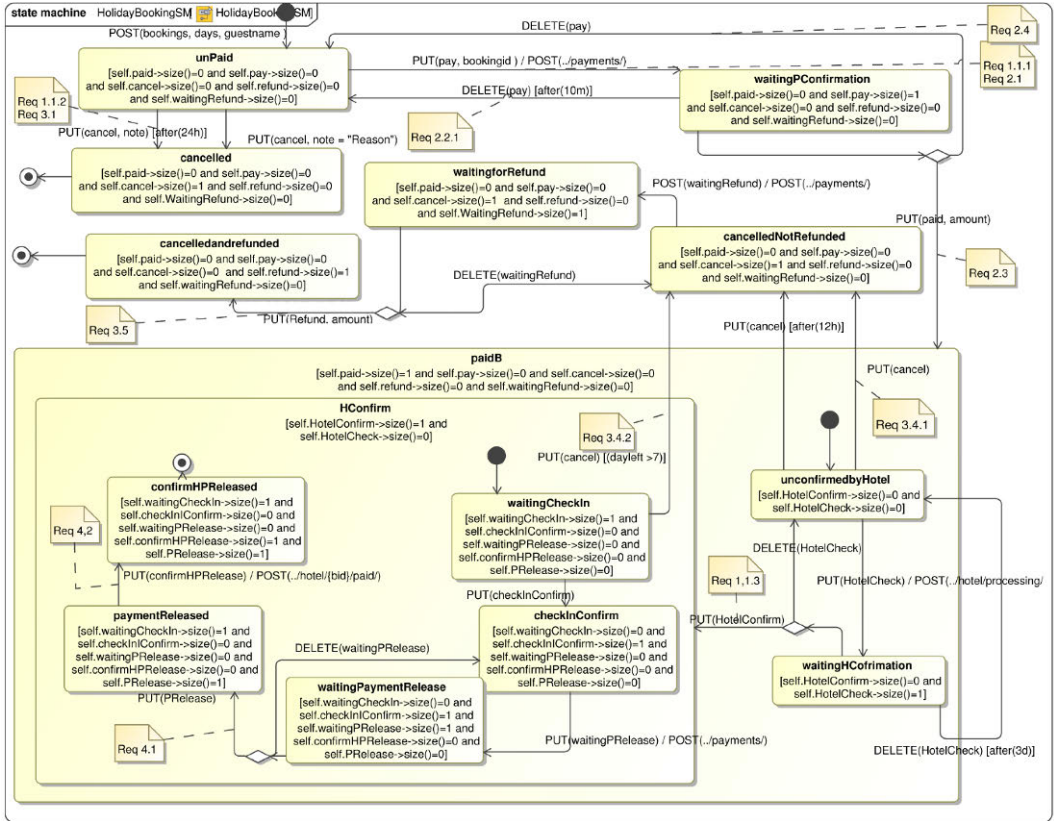 state machine HolidayBookingSM [ HolidayBookingSM]
POST(bookings, days, guestname )
DELETE(pay)
Req 2.4
unPaid
[self.paid->size()=0 and self.pay->size()=0
and self.cancel->size()=0 and self.refund->size()=0
and self.waitingRefund->size()=0]
PUT(pay, bookingid ) / POST(../payments/)
Req 1.1.1
Req 2.1
waitingPConfirmation
[self.paid->size()=0 and self.pay->size()=1
and self.cancel->size()=0 and self.refund->size()=0
and self.waitingRefund->size()=0]
DELETE(pay) [after(10m)]
Req 1.1.2
Req 3.1
PUT(cancel, note) [after(24h)]
PUT(cancel, note = "Reason")
Req 2.2.1
cancelled
[self.paid->size()=0 and self.pay->size()=0
and self.cancel->size()=1 and self.refund->size()=0
and self.WaitingRefund->size()=0]
waitingforRefund
[self.paid->size()=0 and self.pay->size()=0
and self.cancel->size()=1 and self.refund->size()=0
and self.WaitingRefund->size()=1]
POST(waitingRefund) / POST(../payments/)
PUT(paid, amount)
cancelledandrefunded
[self.paid->size()=0 and self.pay->size()=0
and self.cancel->size()=0 and self.refund->size()=1
and self.waitingRefund->size()=0]
cancelledNotRefunded
[self.paid->size()=0 and self.pay->size()=0
and self.cancel->size()=1 and self.refund->size()=0
and self.waitingRefund->size()=0]
Req 2.3
DELETE(waitingRefund)
Req 3.5
PUT(Refund, amount)
PUT(cancel) [after(12h)]
paidB
[self.paid->size()=1 and self.pay->size()=0 and self.cancel->size()=0
and self.refund->size()=0 and self.waitingRefund->size()=0]
PUT(cancel)
HConfirm
[self.HotelConfirm->size()=1 and
self.HotelCheck->size()=0]
Req 3.4.2
Req 3.4.1
PUT(cancel) [(dayleft >7)]
confirmHPReleased
[self.waitingCheckIn->size()=1 and
self.checkInIConfirm->size()=0 and
self.waitingPRelease->size()=0 and
self.confirmHPRelease->size()=1 and
self.PRelease->size()=1]
waitingCheckIn
[self.waitingCheckIn->size()=1 and
self.checkInIConfirm->size()=0 and
self.waitingPRelease->size()=0 and
self.confirmHPRelease->size()=0 and
self.PRelease->size()=0]
unconfirmedbyHotel
[self.HotelConfirm->size()=0 and
self.HotelCheck->size()=0]
Req 4,2
DELETE(HotelCheck)
PUT(confirmHPRelease) / POST(../hotel/{bid}/paid/)
Req 1,1.3
PUT(HotelCheck) / POST(../hotel/processing/
PUT(checkInConfirm)
paymentReleased
[self.waitingCheckIn->size()=1 and
self.checkInIConfirm->size()=0 and
self.waitingPRelease->size()=0 and
self.confirmHPRelease->size()=0 and
self.PRelease->size()=1]
checkInConfirm
[self.waitingCheckIn->size()=0 and
self.checkInIConfirm->size()=1 and
self.waitingPRelease->size()=0 and
self.confirmHPRelease->size()=0 and
self.PRelease->size()=0]
PUT(HotelConfirm)
DELETE(waitingPRelease)
waitingHCofrimation
[self.HotelConfirm->size()=0 and
self.HotelCheck->size()=1]
PUT(PRelease)
waitingPaymentRelease
[self.waitingCheckIn->size()=0 and
self.checkInIConfirm->size()=1 and
self.waitingPRelease->size()=1 and
self.confirmHPRelease->size()=0 and
self.PRelease->size()=0]
Req 4.1
PUT(waitingPRelease) / POST(../payments/)
DELETE(HotelCheck) [after(3d)]